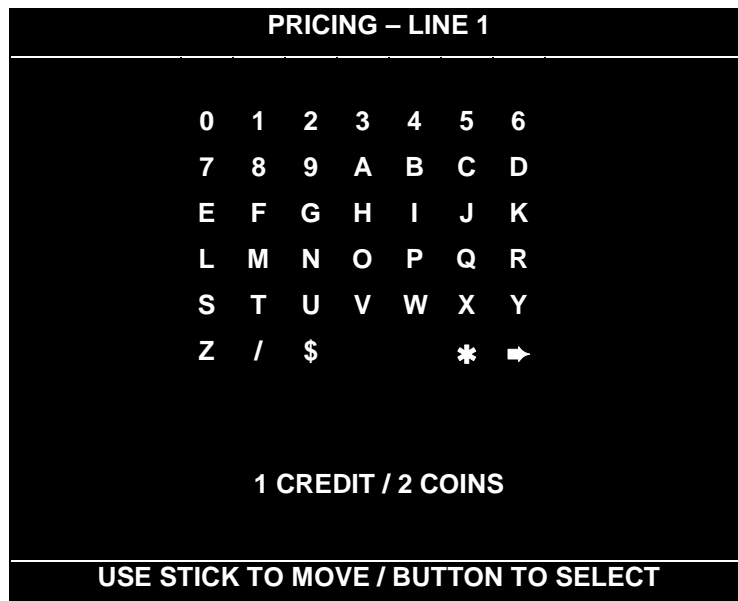 PRICING – LINE 1
0 1 2 3 4 5 6
7 8 9 A B C D
E F G H I J K
L M N O P Q R
S T U V W X Y
Z / $ ✱ ➡
1 CREDIT / 2 COINS
USE STICK TO MOVE / BUTTON TO SELECT